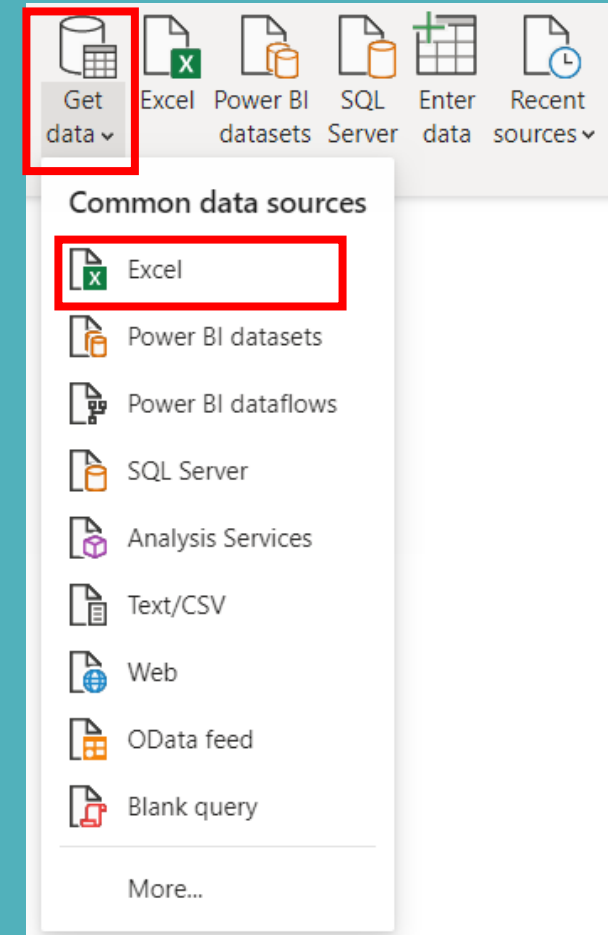 Get Excel Power BI SQL Enter Recent
data datasets Server data sources
Common data sources
X Excel
Power BI datasets
Power BI dataflows
SQL Server
Analysis Services
Text/CSV
Web
OData feed
Blank query
More...